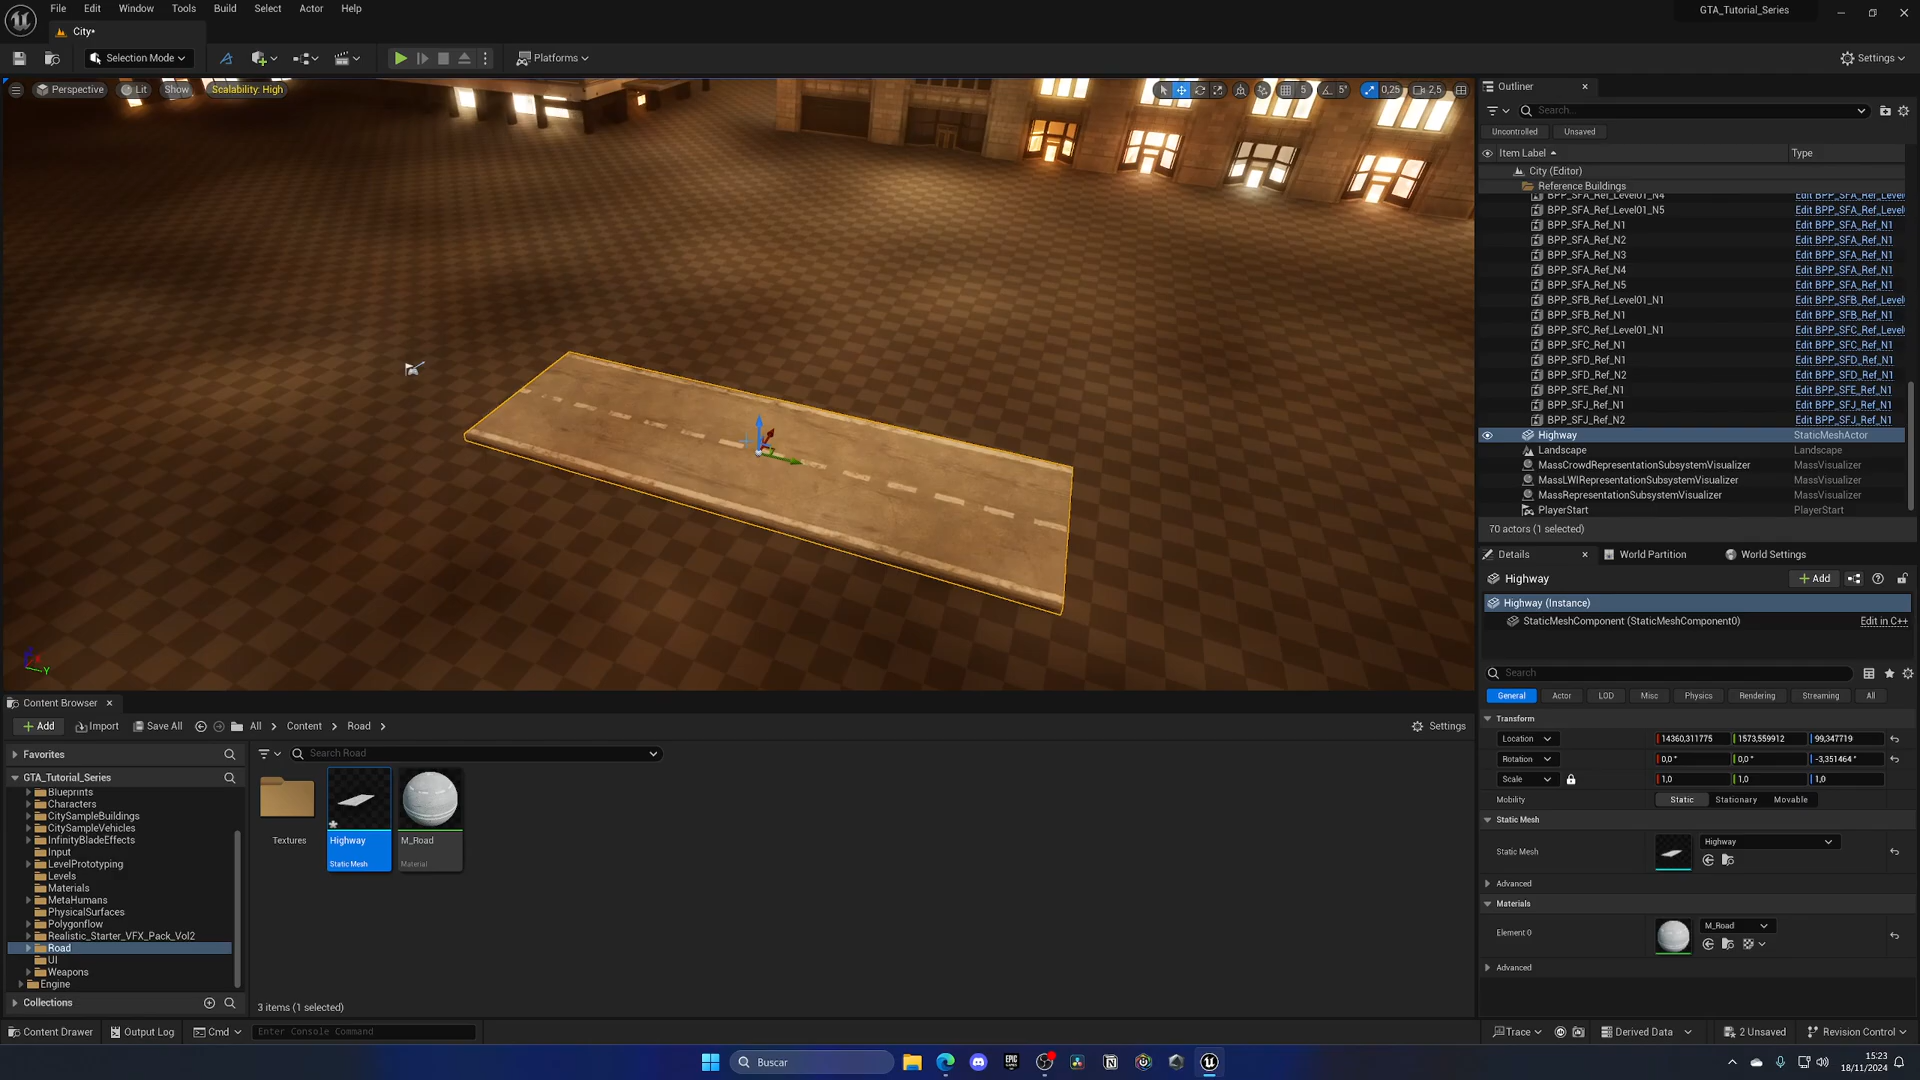 File Edit Window Tools Build Select Actor Help
GTA_Tutorial_Series
City*
Selection Mode
Platforms
Settings
Perspective Lit Show Scalability: High
5 5° 0,25 2,5
Outliner
Search...
Uncontrolled Unsaved
Item Label Type
City (Editor)
Reference Buildings
BPP_SFA_Ref_Level01_N4 Edit BPP_SFA_Ref_Level
BPP_SFA_Ref_Level01_N5 Edit BPP_SFA_Ref_Level
BPP_SFA_Ref_N1 Edit BPP_SFA_Ref_N1
BPP_SFA_Ref_N2 Edit BPP_SFA_Ref_N1
BPP_SFA_Ref_N3 Edit BPP_SFA_Ref_N1
BPP_SFA_Ref_N4 Edit BPP_SFA_Ref_N1
BPP_SFA_Ref_N5 Edit BPP_SFA_Ref_N1
BPP_SFB_Ref_Level01_N1 Edit BPP_SFB_Ref_Level
BPP_SFB_Ref_N1 Edit BPP_SFB_Ref_N1
BPP_SFC_Ref_Level01_N1 Edit BPP_SFC_Ref_Level
BPP_SFC_Ref_N1 Edit BPP_SFC_Ref_N1
BPP_SFD_Ref_N1 Edit BPP_SFD_Ref_N1
BPP_SFD_Ref_N2 Edit BPP_SFD_Ref_N1
BPP_SFE_Ref_N1 Edit BPP_SFE_Ref_N1
BPP_SFJ_Ref_N1 Edit BPP_SFJ_Ref_N1
BPP_SFJ_Ref_N2 Edit BPP_SFJ_Ref_N1
Highway StaticMeshActor
Landscape Landscape
MassCrowdRepresentationSubsystemVisualizer MassVisualizer
MassLWIRepresentationSubsystemVisualizer MassVisualizer
MassRepresentationSubsystemVisualizer MassVisualizer
PlayerStart PlayerStart
70 actors (1 selected)
Details World Partition World Settings
Highway Add
Highway (Instance)
StaticMeshComponent (StaticMeshComponent0) Edit in C++
Search
General Actor LOD Misc Physics Rendering Streaming All
Transform
Location 14360,311775 1573,559912 99,347719
Rotation 0,0 ° 0,0 ° -3,351464 °
Scale 1,0 1,0 1,0
Mobility Static Stationary Movable
Static Mesh
Static Mesh Highway
Advanced
Materials
Element 0 M_Road
Advanced
X Y
Content Browser
Add Import Save All All Content Road Settings
Favorites
Search Road
GTA_Tutorial_Series
Blueprints
Characters
CitySampleBuildings
CitySampleVehicles
InfinityBladeEffects
Input
LevelPrototyping
Levels
Materials
MetaHumans
PhysicalSurfaces
Polygonflow
Realistic_Starter_VFX_Pack_Vol2
Road
UI
Weapons
Engine
Collections
Textures
Highway
Static Mesh
M_Road
Material
3 items (1 selected)
Content Drawer Output Log Cmd Enter Console Command
Trace Derived Data 2 Unsaved Revision Control
Buscar
EPIC GAMES
15:23
18/11/2024